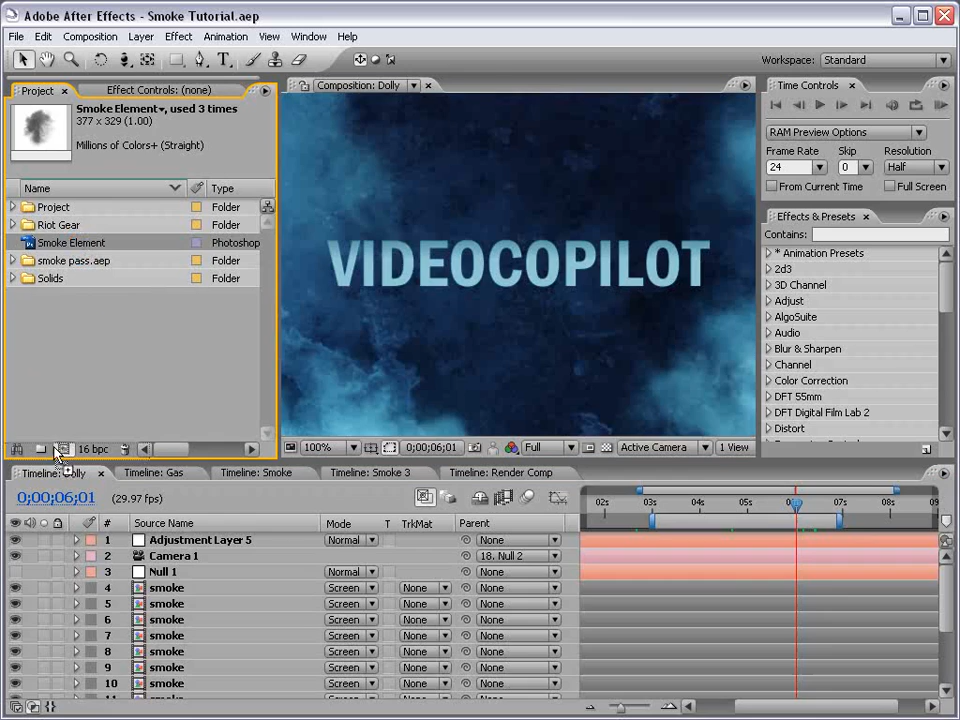 Adobe After Effects - Smoke Tutorial.aep
File Edit Composition Layer Effect Animation View Window Help
Workspace: Standard
Project Effect Controls: (none)
Smoke Element, used 3 times
377 x 329 (1.00)
Millions of Colors+ (Straight)
Name Type
Project Folder
Riot Gear Folder
Smoke Element Photoshop
smoke pass.aep Folder
Solids Folder
16 bpc
Composition: Dolly
VIDEOCOPILOT
100% 0;00;06;01 Full Active Camera 1 View
Time Controls
RAM Preview Options
Frame Rate Skip Resolution
24 0 Half
From Current Time Full Screen
Effects & Presets
Contains:
* Animation Presets
2d3
3D Channel
Adjust
AlgoSuite
Audio
Blur & Sharpen
Channel
Color Correction
DFT 55mm
DFT Digital Film Lab 2
Distort
Timeline: Dolly Timeline: Gas Timeline: Smoke Timeline: Smoke 3 Timeline: Render Comp
0;00;06;01 (29.97 fps)
02s 03s 04s 05s 07s 08s 09
# Source Name Mode T TrkMat Parent
1 Adjustment Layer 5 Normal None
2 Camera 1 18. Null 2
3 Null 1 Normal None
4 smoke Screen None None
5 smoke Screen None None
6 smoke Screen None None
7 smoke Screen None None
8 smoke Screen None None
9 smoke Screen None None
10 smoke Screen None None